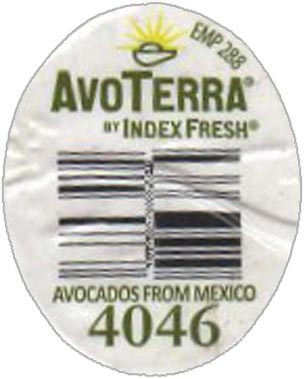 EMP 288
AVOTERRA®
BY INDEX FRESH®
AVOCADOS FROM MEXICO
4046